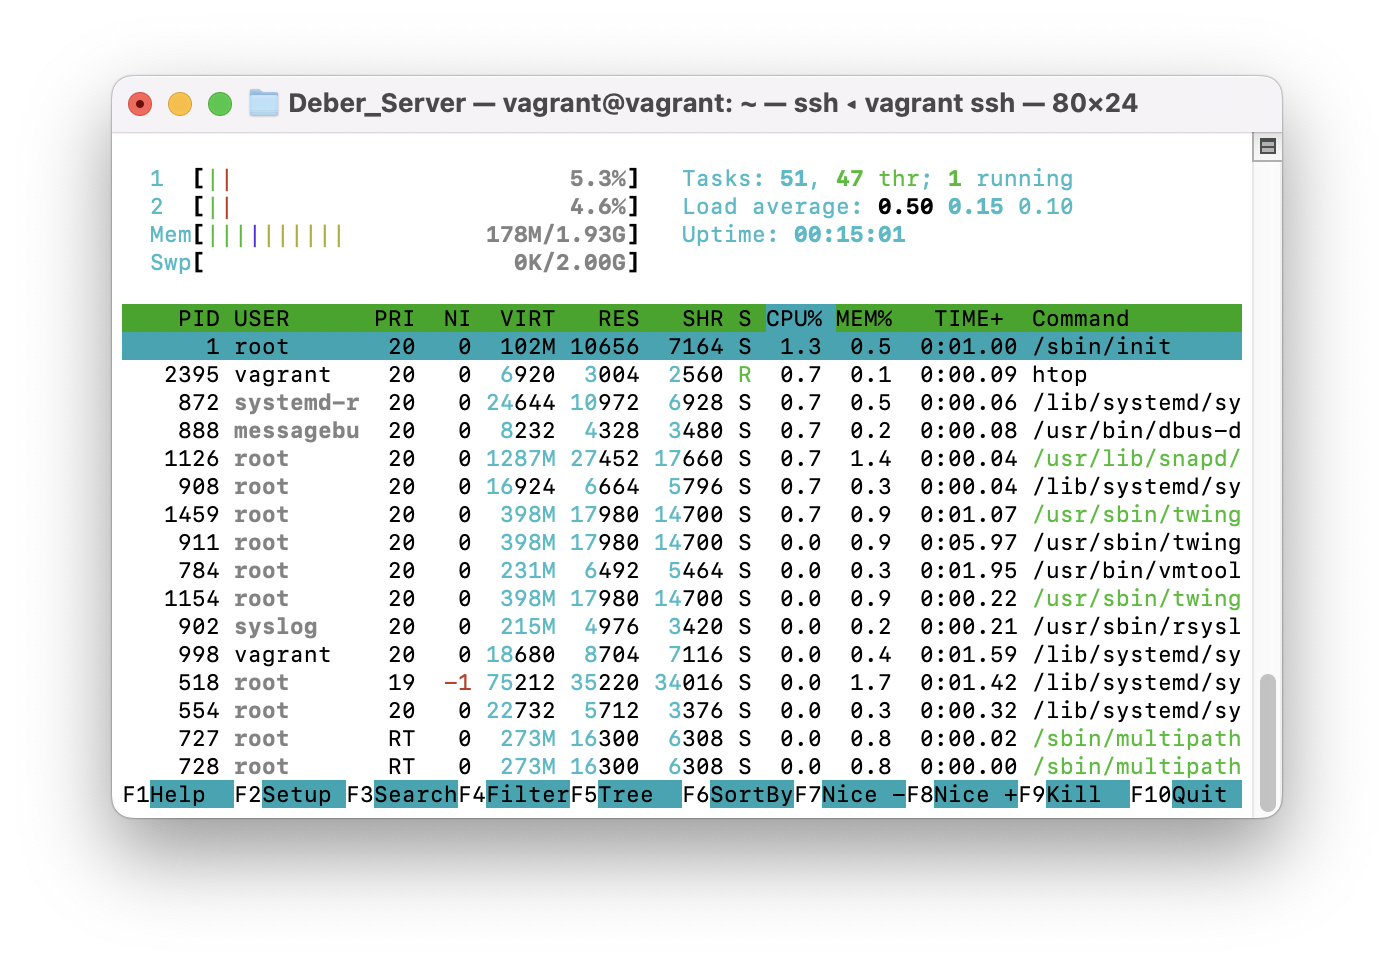 Deber_Server — vagrant@vagrant: ~ — ssh ◂ vagrant ssh — 80×24
1 [|| 5.3%] Tasks: 51, 47 thr; 1 running
2 [|| 4.6%] Load average: 0.50 0.15 0.10
Mem[|||||||||| 178M/1.93G] Uptime: 00:15:01
Swp[ 0K/2.00G]
PID USER PRI NI VIRT RES SHR S CPU% MEM% TIME+ Command
1 root 20 0 102M 10656 7164 S 1.3 0.5 0:01.00 /sbin/init
2395 vagrant 20 0 6920 3004 2560 R 0.7 0.1 0:00.09 htop
872 systemd-r 20 0 24644 10972 6928 S 0.7 0.5 0:00.06 /lib/systemd/sy
888 messagebu 20 0 8232 4328 3480 S 0.7 0.2 0:00.08 /usr/bin/dbus-d
1126 root 20 0 1287M 27452 17660 S 0.7 1.4 0:00.04 /usr/lib/snapd/
908 root 20 0 16924 6664 5796 S 0.7 0.3 0:00.04 /lib/systemd/sy
1459 root 20 0 398M 17980 14700 S 0.7 0.9 0:01.07 /usr/sbin/twing
911 root 20 0 398M 17980 14700 S 0.0 0.9 0:05.97 /usr/sbin/twing
784 root 20 0 231M 6492 5464 S 0.0 0.3 0:01.95 /usr/bin/vmtool
1154 root 20 0 398M 17980 14700 S 0.0 0.9 0:00.22 /usr/sbin/twing
902 syslog 20 0 215M 4976 3420 S 0.0 0.2 0:00.21 /usr/sbin/rsysl
998 vagrant 20 0 18680 8704 7116 S 0.0 0.4 0:01.59 /lib/systemd/sy
518 root 19 -1 75212 35220 34016 S 0.0 1.7 0:01.42 /lib/systemd/sy
554 root 20 0 22732 5712 3376 S 0.0 0.3 0:00.32 /lib/systemd/sy
727 root RT 0 273M 16300 6308 S 0.0 0.8 0:00.02 /sbin/multipath
728 root RT 0 273M 16300 6308 S 0.0 0.8 0:00.00 /sbin/multipath
F1Help F2Setup F3SearchF4FilterF5Tree F6SortByF7Nice -F8Nice +F9Kill F10Quit